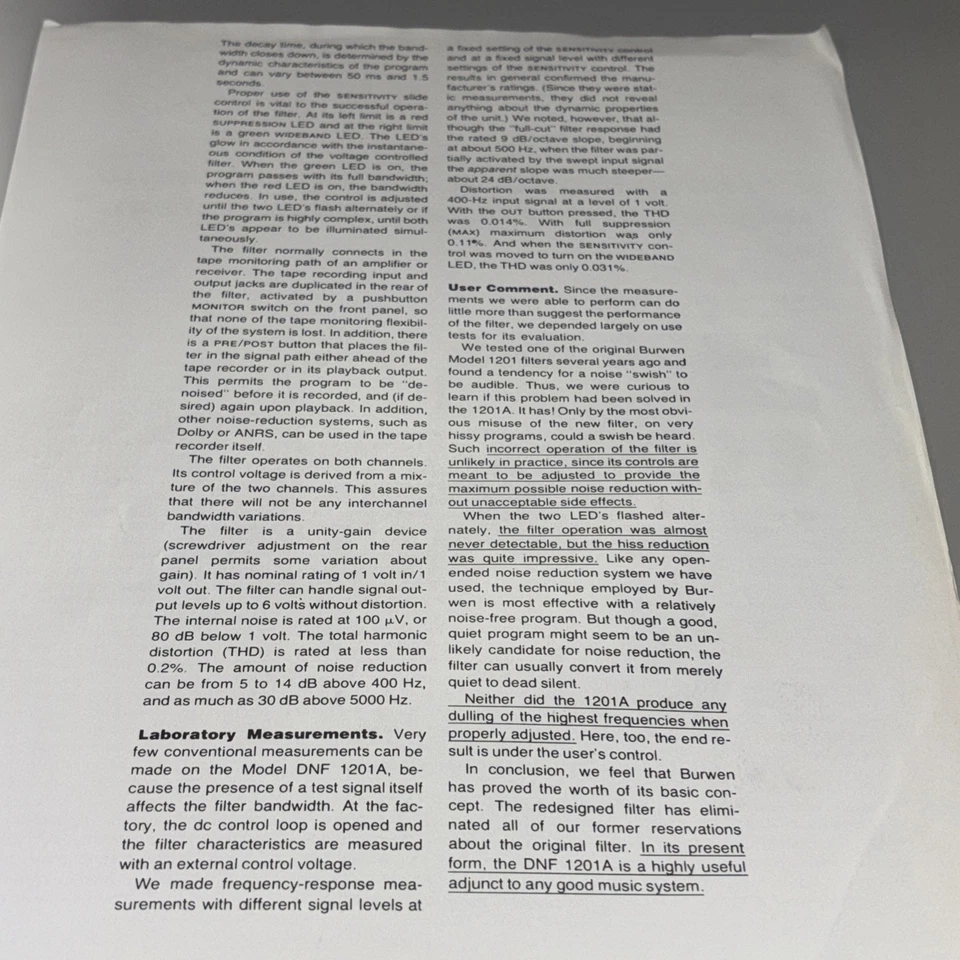 The decay time, during which the band-
width closes down, is determined by the
dynamic characteristics of the program
and can vary between 50 ms and 1.5
seconds.
Proper use of the SENSITIVITY slide
control is vital to the successful opera-
tion of the filter. At its left limit is a red
SUPPRESSION LED and at the right limit
is a green WIDEBAND LED. The LED's
glow in accordance with the instantane-
ous condition of the voltage controlled
filter. When the green LED is on, the
program passes with its full bandwidth;
when the red LED is on, the bandwidth
reduces. In use, the control is adjusted
until the two LED's flash alternately or if
the program is highly complex, until both
LED's appear to be illuminated simul-
taneously.
The filter normally connects in the
tape monitoring path of an amplifier or
receiver. The tape recording input and
output jacks are duplicated in the rear of
the filter, activated by a pushbutton
MONITOR switch on the front panel, so
that none of the tape monitoring flexibil-
ity of the system is lost. In addition, there
is a PRE/POST button that places the fil-
ter in the signal path either ahead of the
tape recorder or in its playback output.
This permits the program to be "de-
noised" before it is recorded, and (if de-
sired) again upon playback. In addition,
other noise-reduction systems, such as
Dolby or ANRS, can be used in the tape
recorder itself.
The filter operates on both channels.
Its control voltage is derived from a mix-
ture of the two channels. This assures
that there will not be any interchannel
bandwidth variations.
The filter is a unity-gain device
(screwdriver adjustment on the rear
panel permits some variation about
gain). It has nominal rating of 1 volt in/1
volt out. The filter can handle signal out-
put levels up to 6 volts without distortion.
The internal noise is rated at 100 µV, or
80 dB below 1 volt. The total harmonic
distortion (THD) is rated at less than
0.2%. The amount of noise reduction
can be from 5 to 14 dB above 400 Hz,
and as much as 30 dB above 5000 Hz.
Laboratory Measurements. Very
few conventional measurements can be
made on the Model DNF 1201A, be-
cause the presence of a test signal itself
affects the filter bandwidth. At the fac-
tory, the dc control loop is opened and
the filter characteristics are measured
with an external control voltage.
We made frequency-response mea-
surements with different signal levels at
a fixed setting of the SENSITIVITY control
and at a fixed signal level with different
settings of the SENSITIVITY control. The
results in general confirmed the manu-
facturer's ratings. (Since they were stat-
ic measurements, they did not reveal
anything about the dynamic properties
of the unit.) We noted, however, that al-
though the "full-cut" filter response had
the rated 9 dB/octave slope, beginning
at about 500 Hz, when the filter was par-
tially activated by the swept input signal
the apparent slope was much steeper—
about 24 dB/octave.
Distortion was measured with a
400-Hz input signal at a level of 1 volt.
With the OUT button pressed, the THD
was 0.014%. With full suppression
(MAX) maximum distortion was only
0.11%. And when the SENSITIVITY con-
trol was moved to turn on the WIDEBAND
LED, the THD was only 0.031%.
User Comment. Since the measure-
ments we were able to perform can do
little more than suggest the performance
of the filter, we depended largely on use
tests for its evaluation.
We tested one of the original Burwen
Model 1201 filters several years ago and
found a tendency for a noise "swish" to
be audible. Thus, we were curious to
learn if this problem had been solved in
the 1201A. It has! Only by the most obvi-
ous misuse of the new filter, on very
hissy programs, could a swish be heard.
Such incorrect operation of the filter is
unlikely in practice, since its controls are
meant to be adjusted to provide the
maximum possible noise reduction with-
out unacceptable side effects.
When the two LED's flashed alter-
nately, the filter operation was almost
never detectable, but the hiss reduction
was quite impressive. Like any open-
ended noise reduction system we have
used, the technique employed by Bur-
wen is most effective with a relatively
noise-free program. But though a good,
quiet program might seem to be an un-
likely candidate for noise reduction, the
filter can usually convert it from merely
quiet to dead silent.
Neither did the 1201A produce any
dulling of the highest frequencies when
properly adjusted. Here, too, the end re-
sult is under the user's control.
In conclusion, we feel that Burwen
has proved the worth of its basic con-
cept. The redesigned filter has elimi-
nated all of our former reservations
about the original filter. In its present
form, the DNF 1201A is a highly useful
adjunct to any good music system.